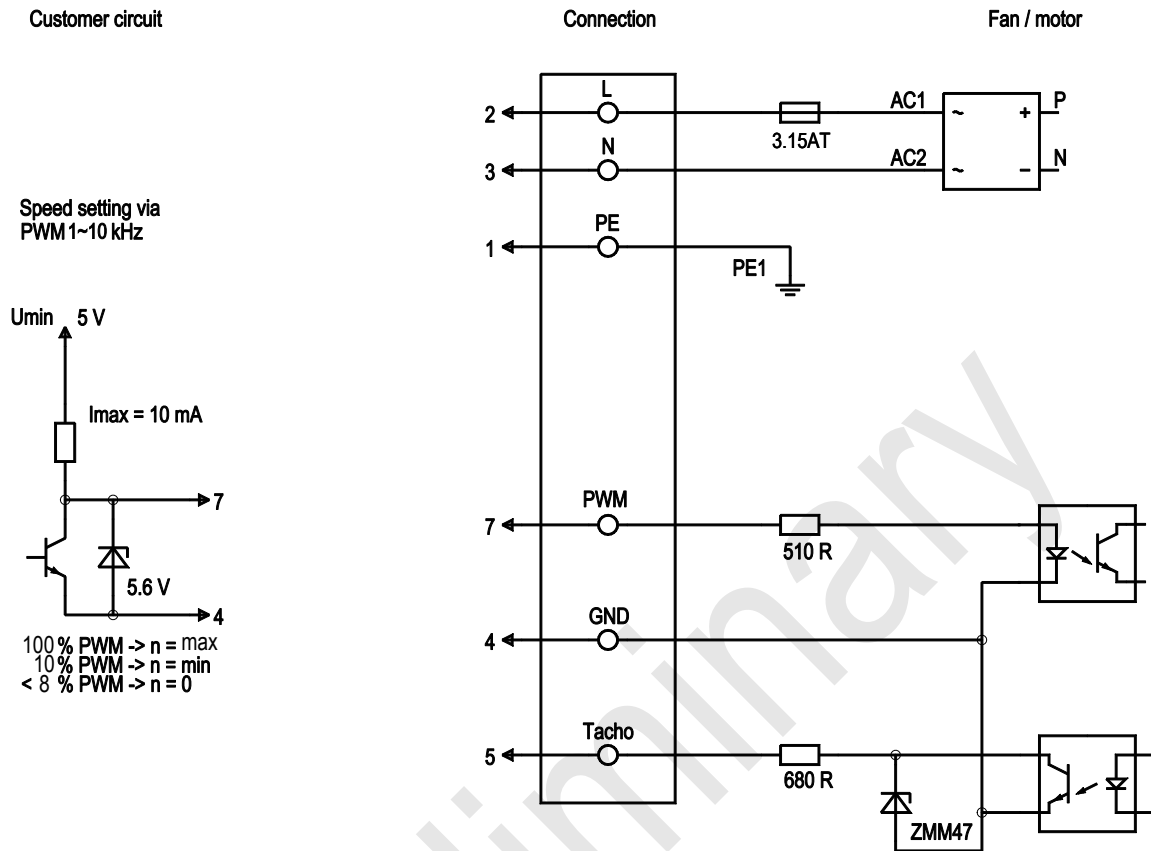 Customer circuit
Connection
Fan / motor
L
2
3.15AT
AC1
~
+
P
N
3
AC2
~
–
N
Speed setting via
PWM 1~10 kHz
PE
1
PE1
Umin
5 V
Imax = 10 mA
7
5.6 V
4
100 % PWM -> n = max
10 % PWM -> n = min
< 8 % PWM -> n = 0
PWM
7
510 R
GND
4
Tacho
5
680 R
ZMM47
liminary